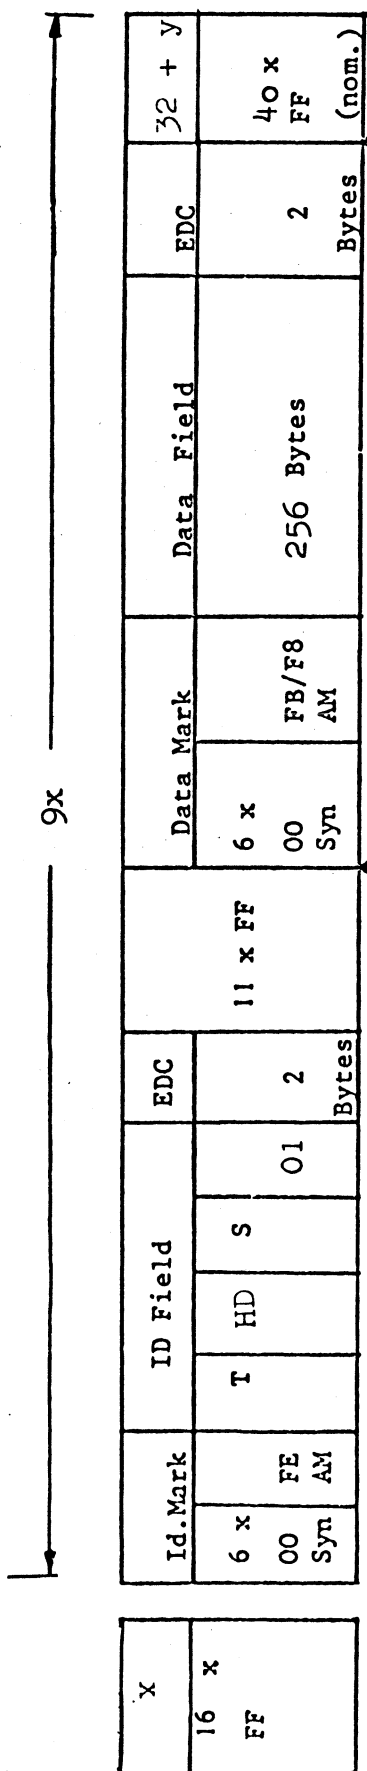 9x
x
16 x
FF
Id.Mark
6 x
00
Syn
FE
AM
ID Field
T
HD
S
01
EDC
2
Bytes
11 x FF
Data Mark
6 x
00
Syn
FB/F8
AM
Data Field
256 Bytes
EDC
2
Bytes
32 + y
40 x
FF
(nom.)